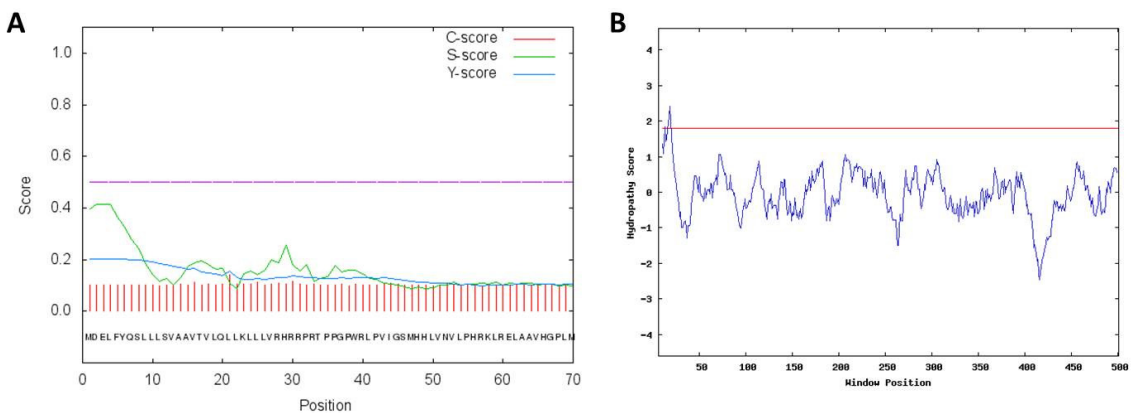 A
C-score
S-score
Y-score
1.0
0.8
0.6
0.4
0.2
0.0
Score
MDELFYQSLLLSVAAVTVLQLLKLLLVRHRRPRTPPGPWRLPVIGSMHHLVNVLPHRKLRELAAVHGPLM
0 10 20 30 40 50 60 70
Position
B
4
3
2
1
0
-1
-2
-3
-4
Hydropathy Score
50 100 150 200 250 300 350 400 450 500
Window Position